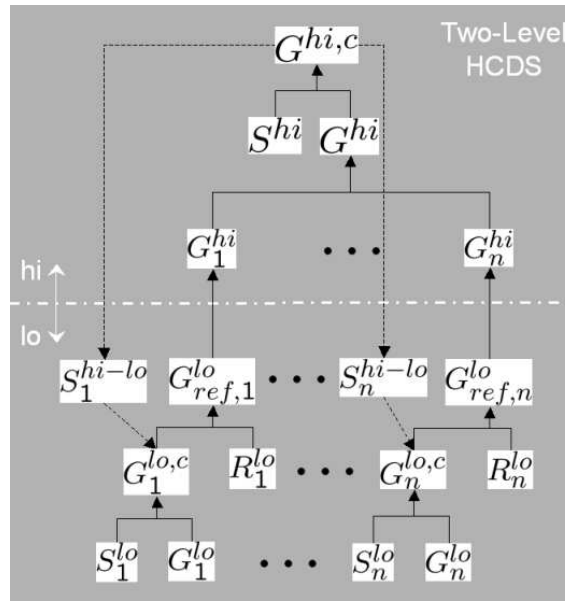 G^{hi,c}
Two-Level
HCDS
S^{hi} G^{hi}
G_1^{hi} • • • G_n^{hi}
hi
lo
S_1^{hi-lo} G_{ref,1}^{lo} • • • S_n^{hi-lo} G_{ref,n}^{lo}
G_1^{lo,c} R_1^{lo} • • • G_n^{lo,c} R_n^{lo}
S_1^{lo} G_1^{lo} • • • S_n^{lo} G_n^{lo}